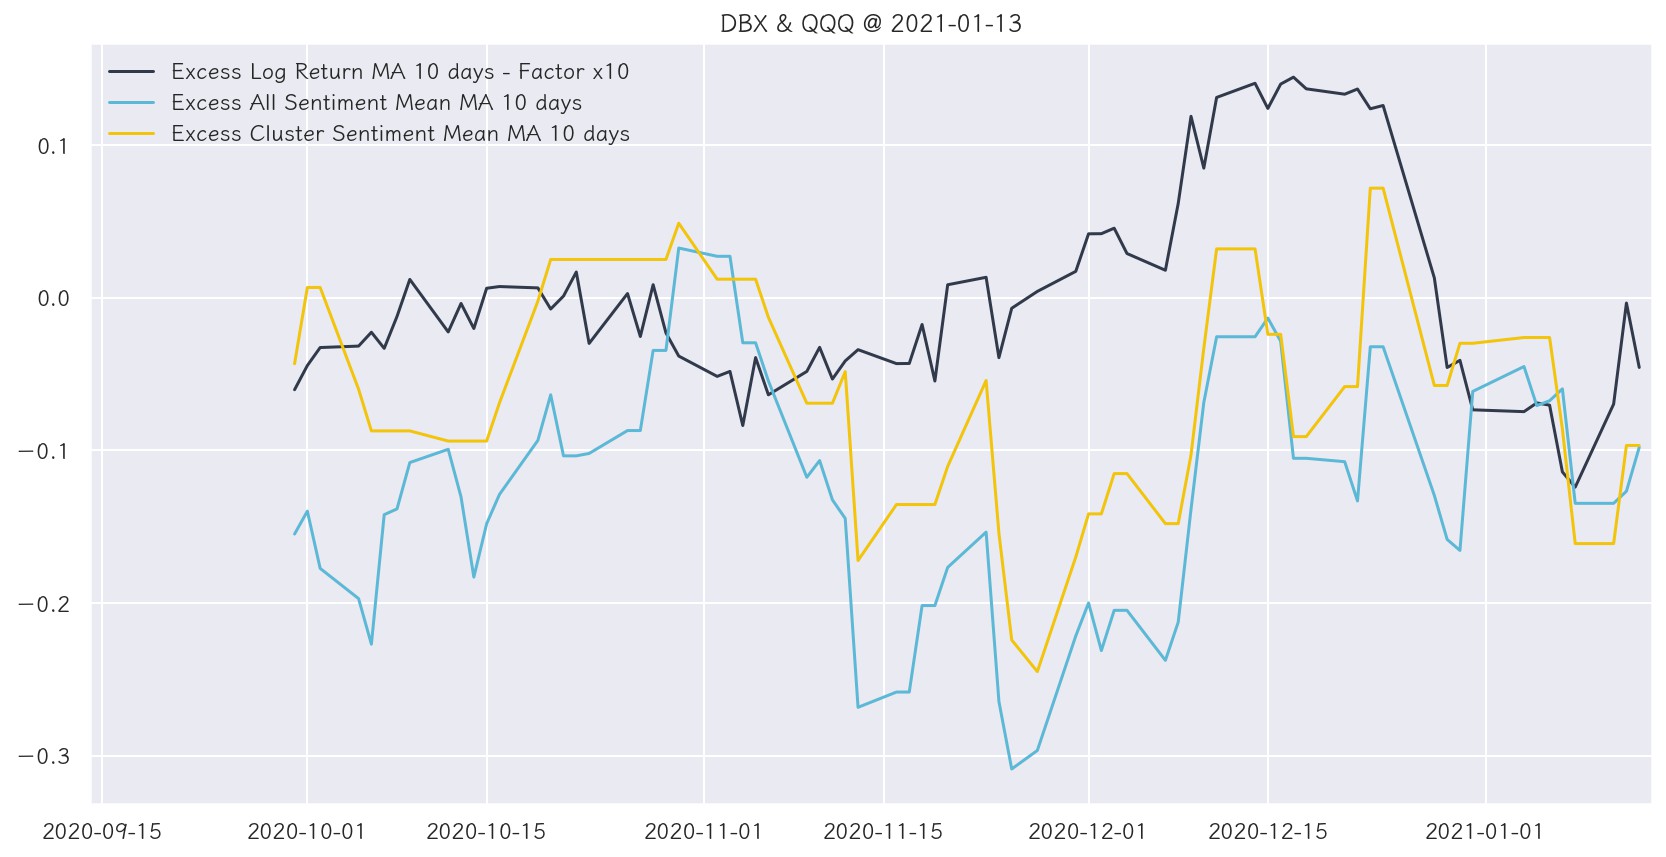 DBX & QQQ @ 2021-01-13
Excess Log Return MA 10 days - Factor x10
Excess All Sentiment Mean MA 10 days
Excess Cluster Sentiment Mean MA 10 days
0.1
0.0
−0.1
−0.2
−0.3
2020-09-15 2020-10-01 2020-10-15 2020-11-01 2020-11-15 2020-12-01 2020-12-15 2021-01-01